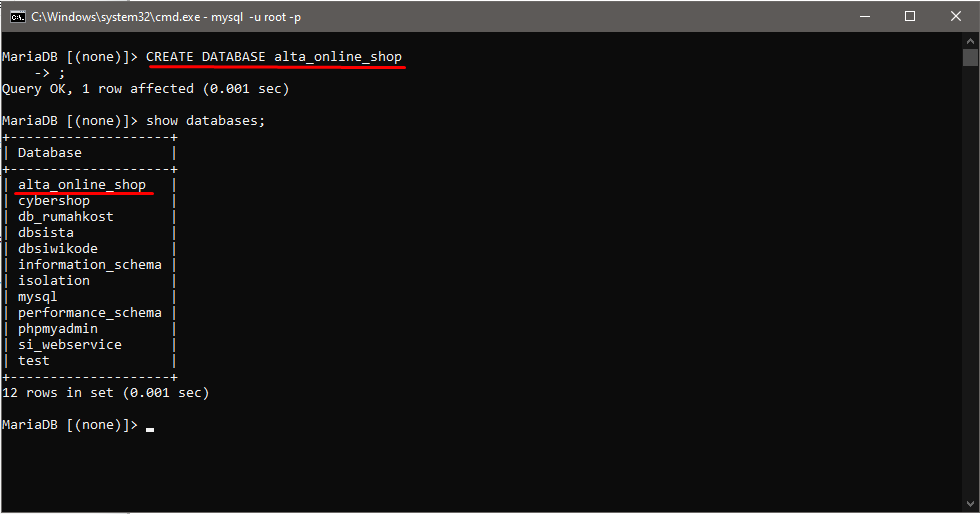 C:\Windows\system32\cmd.exe - mysql  -u root -p
MariaDB [(none)]> CREATE DATABASE alta_online_shop
    -> ;
Query OK, 1 row affected (0.001 sec)
MariaDB [(none)]> show databases;
+--------------------+
| Database           |
+--------------------+
| alta_online_shop   |
| cybershop          |
| db_rumahkost       |
| dbsista            |
| dbsiwikode         |
| information_schema |
| isolation          |
| mysql              |
| performance_schema |
| phpmyadmin         |
| si_webservice      |
| test               |
+--------------------+
12 rows in set (0.001 sec)
MariaDB [(none)]>